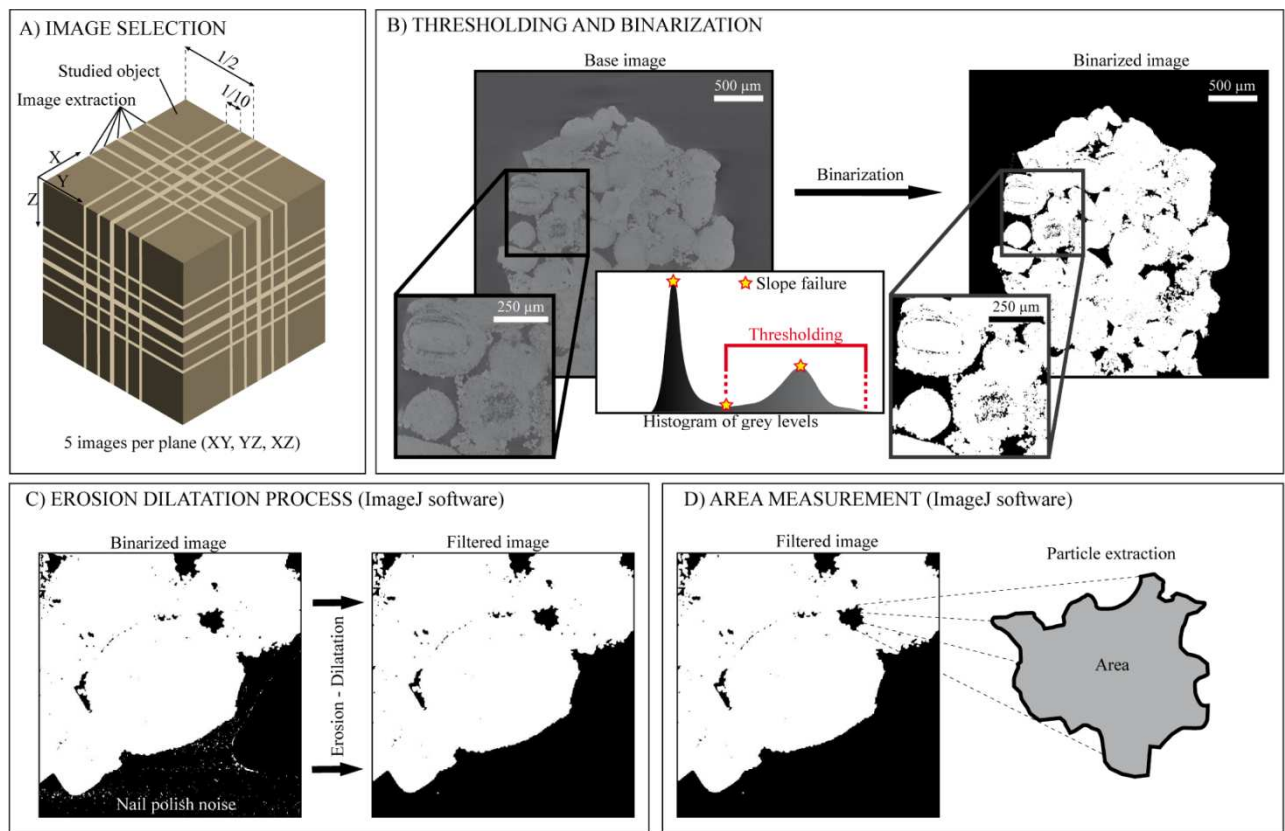 A) IMAGE SELECTION
1/2
Studied object
1/10
Image extraction
X
Y
Z
5 images per plane (XY, YZ, XZ)
B) THRESHOLDING AND BINARIZATION
Base image
Binarized image
500 µm
500 µm
Binarization
250 µm
Slope failure
Thresholding
Histogram of grey levels
250 µm
C) EROSION DILATATION PROCESS (ImageJ software)
Binarized image
Filtered image
Erosion - Dilatation
Nail polish noise
D) AREA MEASUREMENT (ImageJ software)
Filtered image
Particle extraction
Area